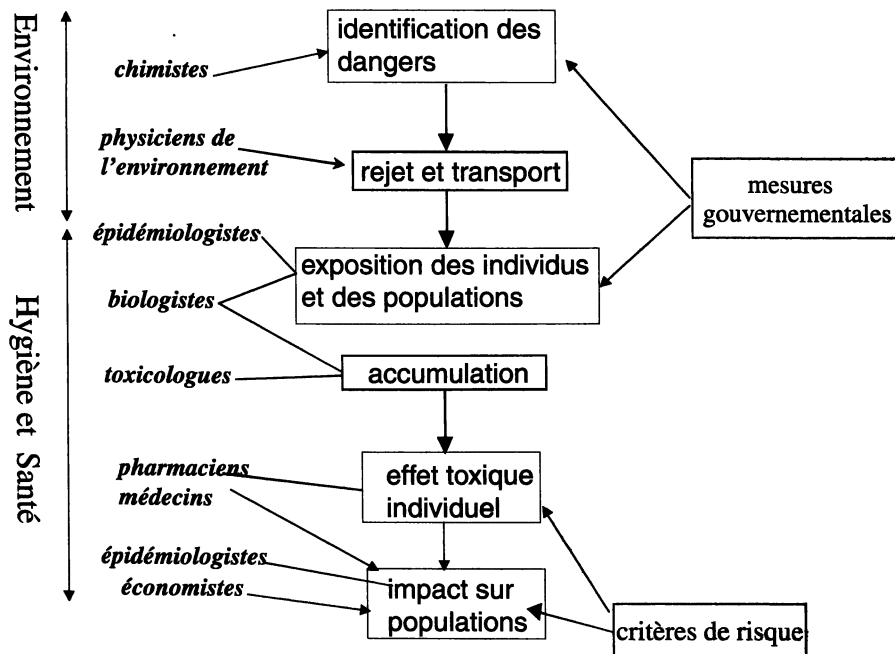 Environnement
Hygiène et Santé
identification des
dangers
chimistes
physiciens de
l'environnement
rejet et transport
mesures
gouvernementales
épidémiologistes
exposition des individus
et des populations
biologistes
toxicologues
accumulation
pharmaciens
médecins
effet toxique
individuel
épidémiologistes
économistes
impact sur
populations
critères de risque